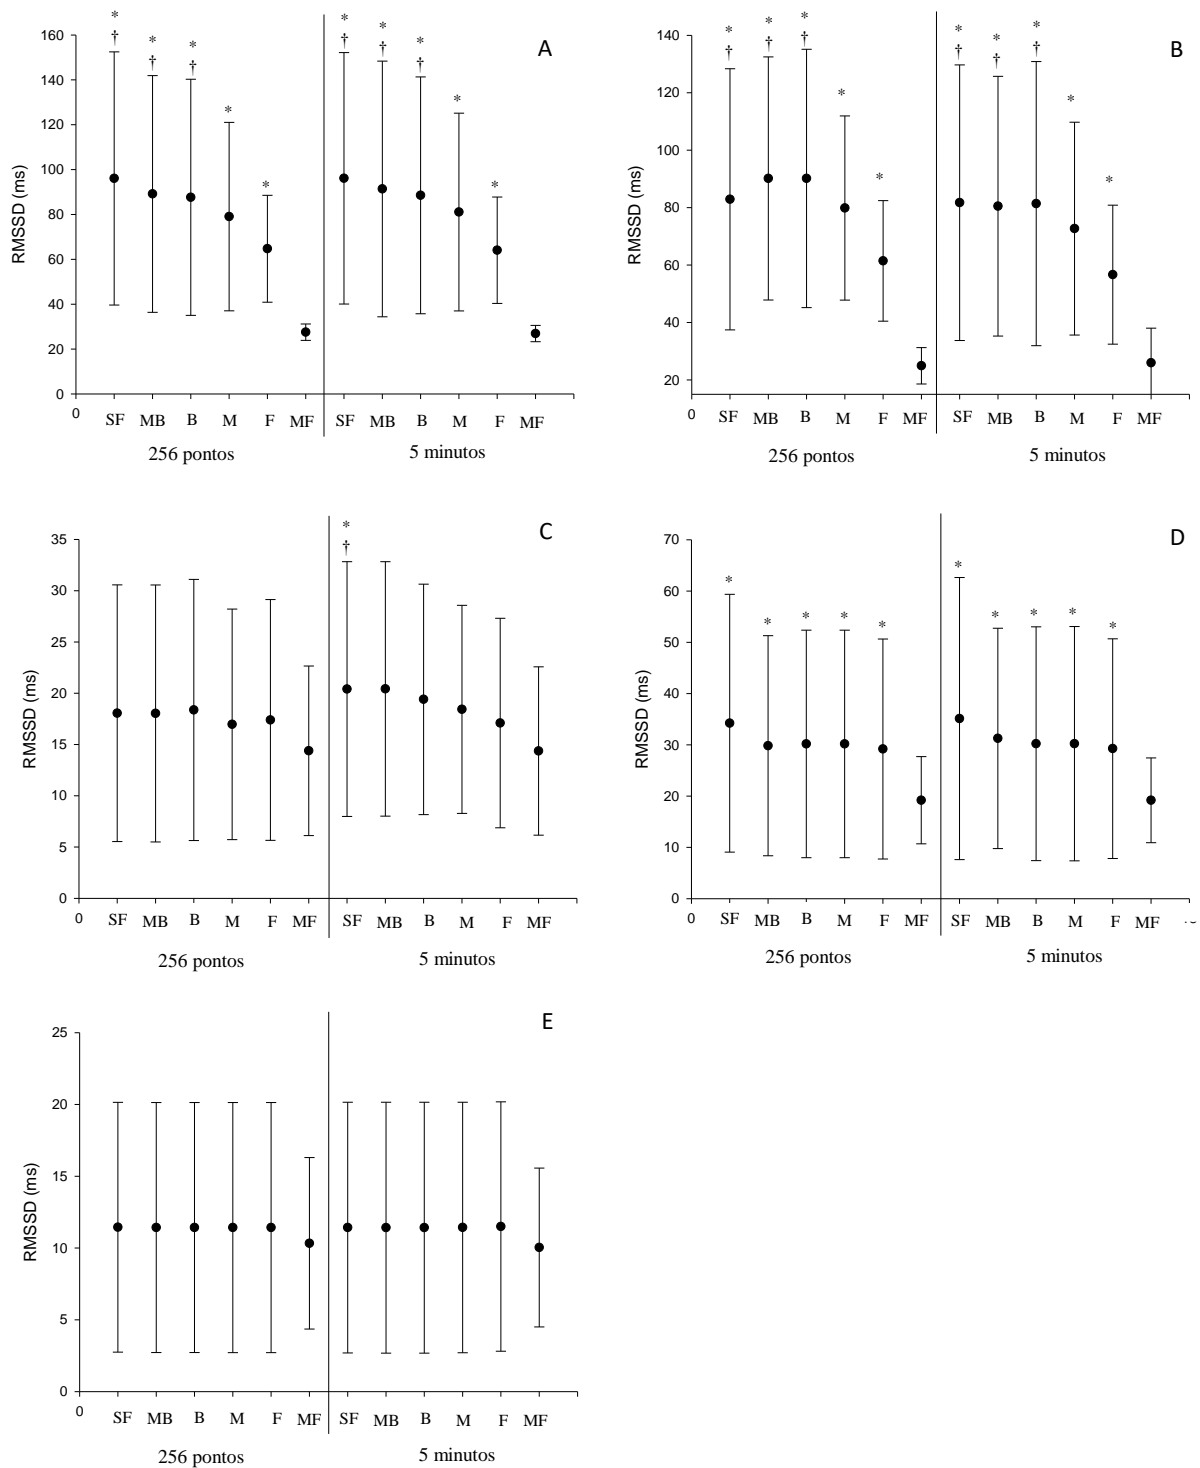 A
* * * * * * * * * *
† † † † † †
RMSSD (ms)
160
140
120
100
80
60
40
20
0
0 SF MB B M F MF SF MB B M F MF
256 pontos 5 minutos
B
* * * * * * * * * *
† † † † † †
RMSSD (ms)
140
120
100
80
60
40
20
0 SF MB B M F MF SF MB B M F MF
256 pontos 5 minutos
C
*
†
RMSSD (ms)
35
30
25
20
15
10
5
0
0 SF MB B M F MF SF MB B M F MF
256 pontos 5 minutos
D
* * * * * * * * * *
RMSSD (ms)
70
60
50
40
30
20
10
0
0 SF MB B M F MF SF MB B M F MF
256 pontos 5 minutos
E
RMSSD (ms)
25
20
15
10
5
0
0 SF MB B M F MF SF MB B M F MF
256 pontos 5 minutos